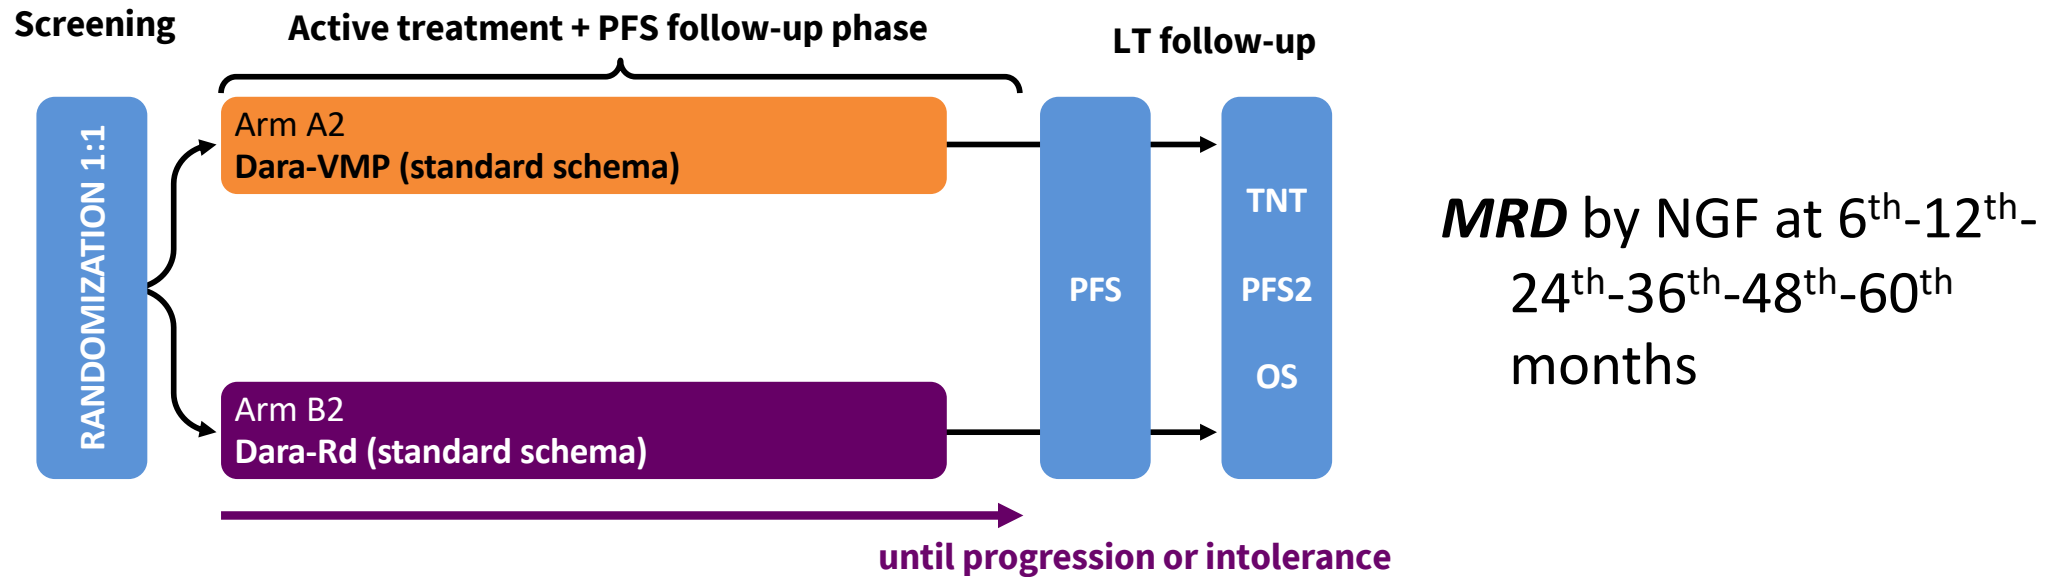 Screening
Active treatment + PFS follow-up phase
LT follow-up
RANDOMIZATION 1:1
Arm A2
Dara-VMP (standard schema)
Arm B2
Dara-Rd (standard schema)
PFS
TNT
PFS2
OS
until progression or intolerance
MRD by NGF at 6th-12th-
24th-36th-48th-60th
months